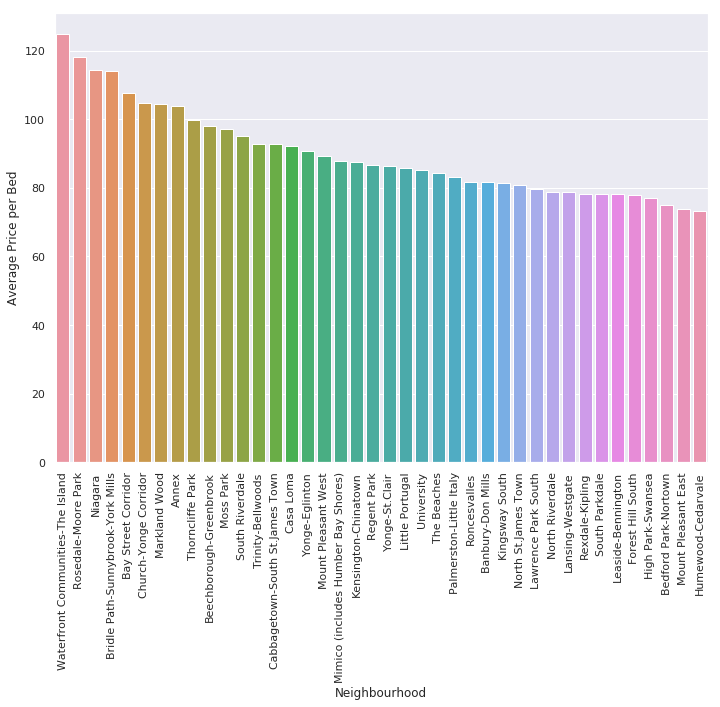 120
100
80
60
40
20
0
Average Price per Bed
Waterfront Communities-The Island
Rosedale-Moore Park
Niagara
Bridle Path-Sunnybrook-York Mills
Bay Street Corridor
Church-Yonge Corridor
Markland Wood
Annex
Thorncliffe Park
Beechborough-Greenbrook
Moss Park
South Riverdale
Trinity-Bellwoods
Cabbagetown-South St.James Town
Casa Loma
Yonge-Eglinton
Mount Pleasant West
Mimico (includes Humber Bay Shores)
Kensington-Chinatown
Regent Park
Yonge-St.Clair
Little Portugal
University
The Beaches
Palmerston-Little Italy
Roncesvalles
Banbury-Don Mills
Kingsway South
North St.James Town
Lawrence Park South
North Riverdale
Lansing-Westgate
Rexdale-Kipling
South Parkdale
Leaside-Bennington
Forest Hill South
High Park-Swansea
Bedford Park-Nortown
Mount Pleasant East
Humewood-Cedarvale
Neighbourhood